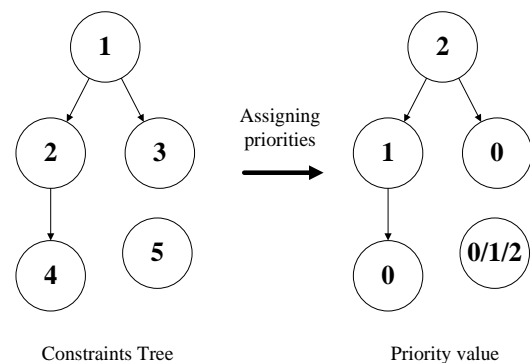 1
2
2
3
Assigning
priorities
1
0
4
5
0
0/1/2
Constraints Tree
Priority value